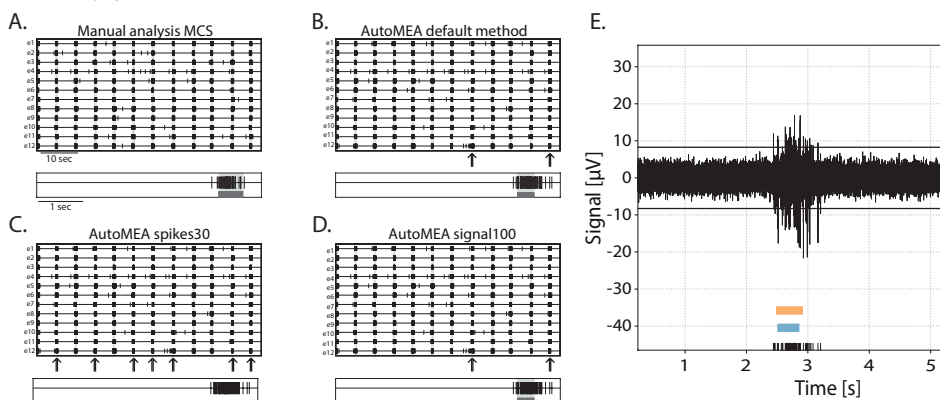 A.
Manual analysis MCS
e1
e2
e3
e4
e5
e6
e7
e8
e9
e10
e11
e12
10 sec
1 sec
B.
AutoMEA default method
e1
e2
e3
e4
e5
e6
e7
e8
e9
e10
e11
e12
C.
AutoMEA spikes30
e1
e2
e3
e4
e5
e6
e7
e8
e9
e10
e11
e12
D.
AutoMEA signal100
e1
e2
e3
e4
e5
e6
e7
e8
e9
e10
e11
e12
E.
Signal [µV]
30
20
10
0
-10
-20
-30
-40
1
2
3
4
5
Time [s]